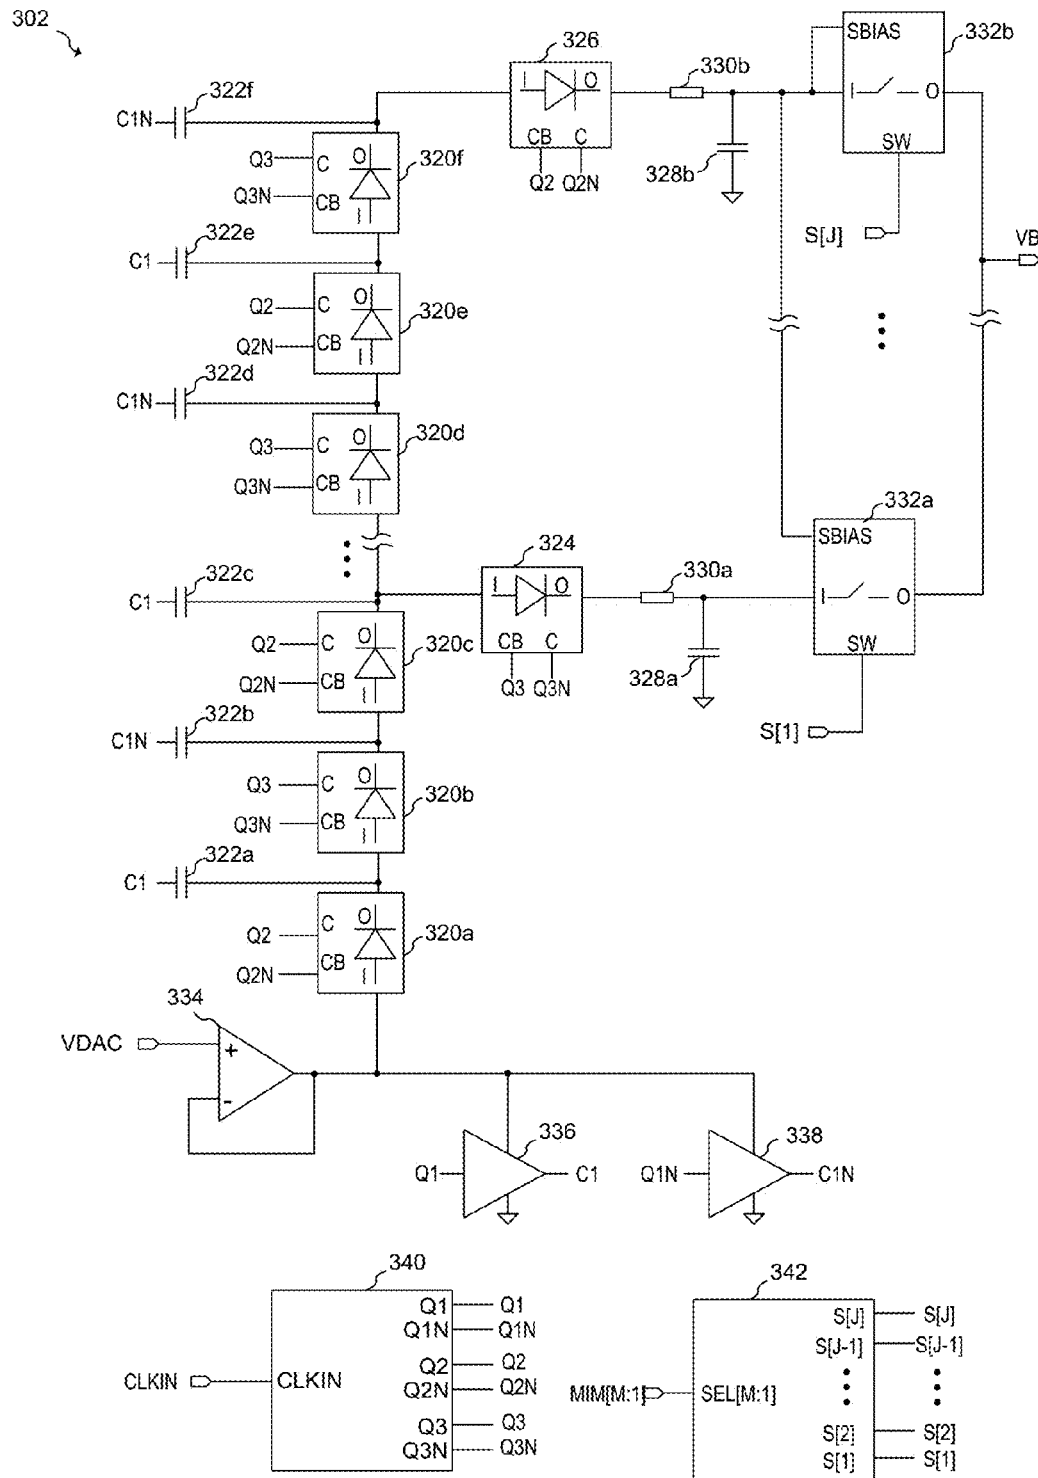 302
326
SBIAS
332b
322f
I
O
330b
C1N
I
O
CB
C
SW
Q3
C
O
320f
328b
Q3N
CB
I
Q2
Q2N
322e
S[J]
VB
C1
Q2
C
O
320e
Q2N
CB
I
322d
C1N
Q3
C
O
320d
Q3N
CB
I
332a
324
SBIAS
322c
I
O
330a
C1
I
O
CB
C
SW
Q2
C
O
320c
Q2N
CB
I
Q3
Q3N
328a
322b
S[1]
C1N
Q3
C
O
320b
Q3N
CB
I
322a
C1
Q2
C
O
320a
Q2N
CB
I
334
VDAC
+
-
336
338
Q1
C1
Q1N
C1N
340
342
Q1
Q1
S[J]
S[J]
Q1N
Q1N
S[J-1]
S[J-1]
Q2
Q2
CLKIN
CLKIN
Q2N
Q2N
MIM[M:1]
SEL[M:1]
Q3
Q3
S[2]
S[2]
Q3N
Q3N
S[1]
S[1]